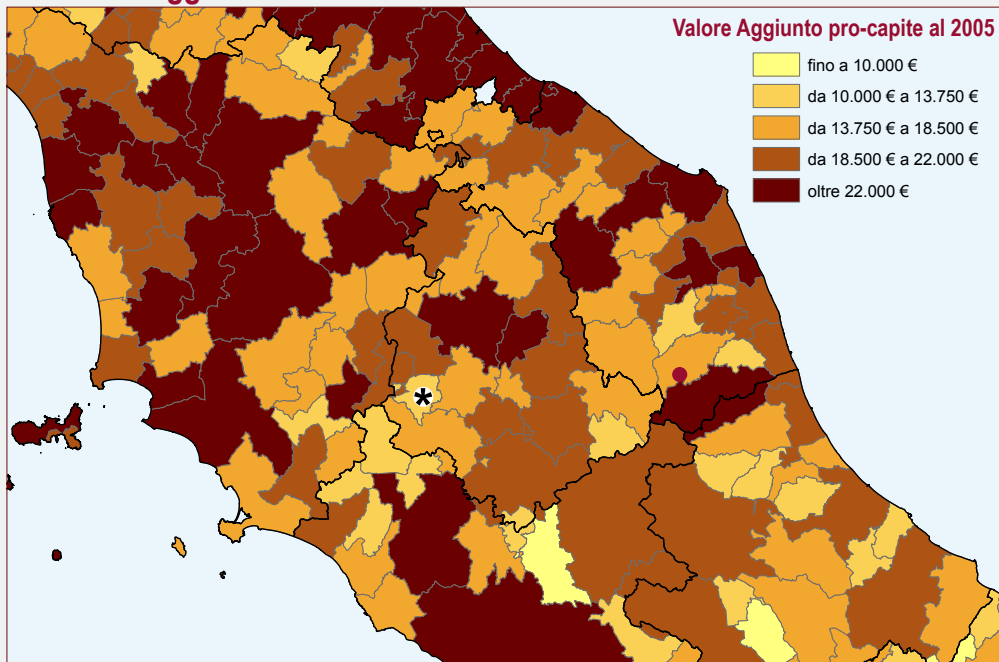 Valore Aggiunto pro-capite al 2005
fino a 10.000 €
da 10.000 € a 13.750 €
da 13.750 € a 18.500 €
da 18.500 € a 22.000 €
oltre 22.000 €
*